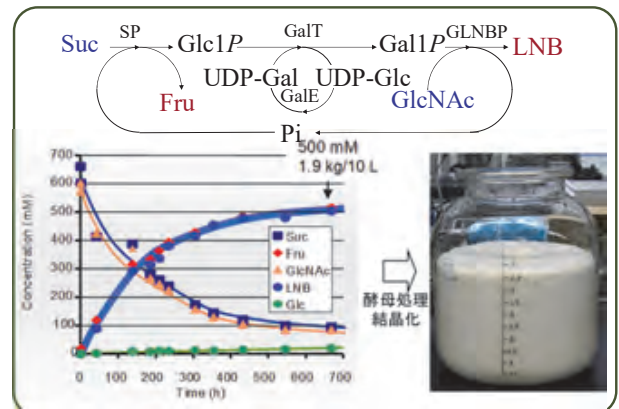 SP GalT GLNBP
Suc Glc1P Gal1P LNB
UDP-Gal UDP-Glc
Fru GalE GlcNAc
Pi
500 mM
1.9 kg/10 L
Concentration (mM)
700
600
500
400
300
200
100
0
Suc
Fru
GlcNAc
LNB
Glc
0 100 200 300 400 500 600 700
Time (h)
酵母処理
結晶化